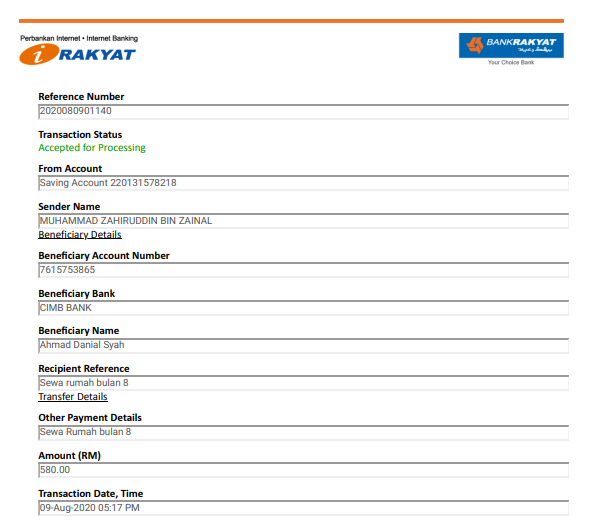 Perbankan Internet • Internet Banking
i RAKYAT
BANKRAKYAT
Your Choice Bank
Reference Number
2020080901140
Transaction Status
Accepted for Processing
From Account
Saving Account 220131578218
Sender Name
MUHAMMAD ZAHIRUDDIN BIN ZAINAL
Beneficiary Details
Beneficiary Account Number
7615753865
Beneficiary Bank
CIMB BANK
Beneficiary Name
Ahmad Danial Syah
Recipient Reference
Sewa rumah bulan 8
Transfer Details
Other Payment Details
Sewa Rumah bulan 8
Amount (RM)
580.00
Transaction Date, Time
09-Aug-2020 05:17 PM